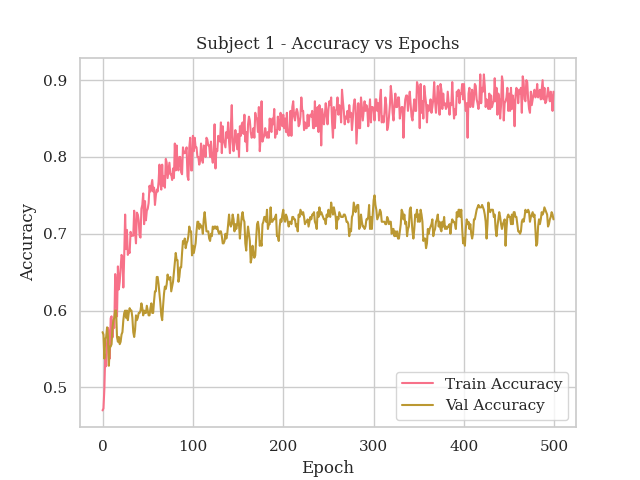 Subject 1 - Accuracy vs Epochs
Accuracy
0.9
0.8
0.7
0.6
0.5
0 100 200 300 400 500
Epoch
Train Accuracy
Val Accuracy